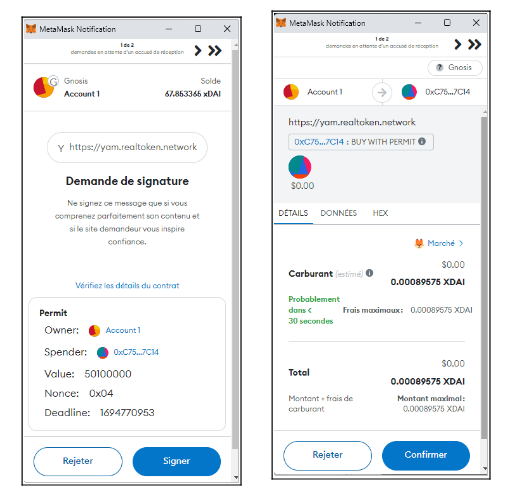 MetaMask Notification
1 de 2
demandes en attente d'un accusé de réception
Gnosis
Account 1
Solde
67.853365 xDAI
Y https://yam.realtoken.network
Demande de signature
Ne signez ce message que si vous
comprenez parfaitement son contenu et
si le site demandeur vous inspire
confiance.
Vérifiez les détails du contrat
Permit
Owner: Account 1
Spender: 0xC75...7C14
Value: 50100000
Nonce: 0x04
Deadline: 1694770953
Rejeter
Signer
MetaMask Notification
1 de 2
demandes en attente d'un accusé de réception
? Gnosis
Account 1
0xC75...7C14
https://yam.realtoken.network
0xC75...7C14 : BUY WITH PERMIT
$0.00
DÉTAILS DONNÉES HEX
Marché >
$0.00
Carburant (estimé)
0.00089575 XDAI
Probablement
dans <
30 secondes
Frais maximaux: 0.00089575 XDAI
$0.00
Total
0.00089575 XDAI
Montant + frais de
carburant
Montant maximal:
0.00089575 XDAI
Rejeter
Confirmer